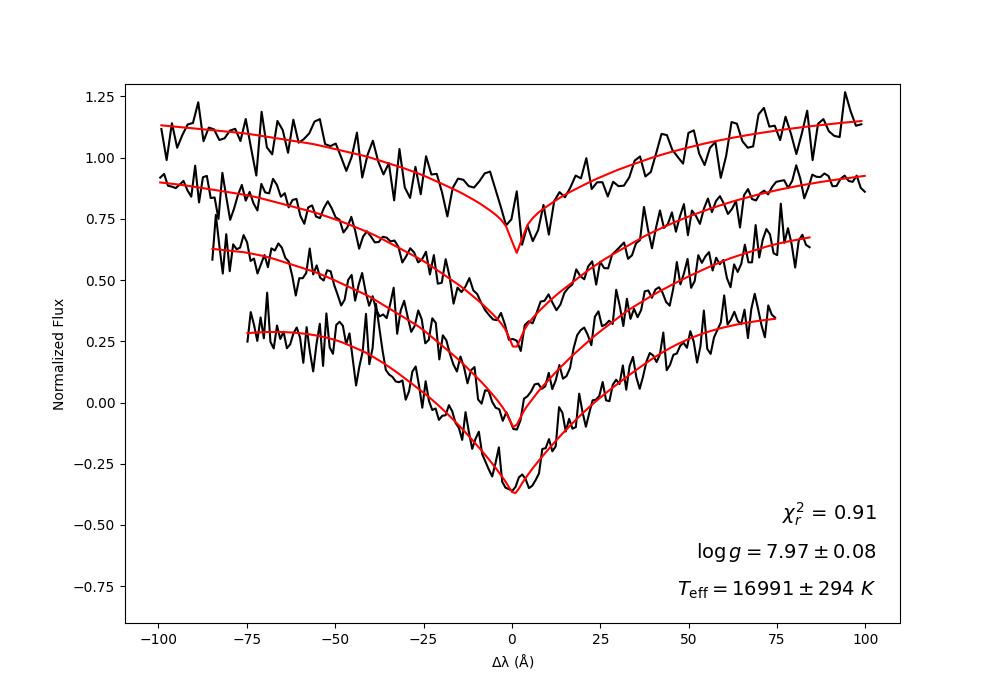 1.25
1.00
0.75
0.50
0.25
0.00
−0.25
−0.50
−0.75
Normalized Flux
χ²ᵣ = 0.91
log g = 7.97 ± 0.08
T_eff = 16991 ± 294 K
−100 −75 −50 −25 0 25 50 75 100
Δλ (Å)